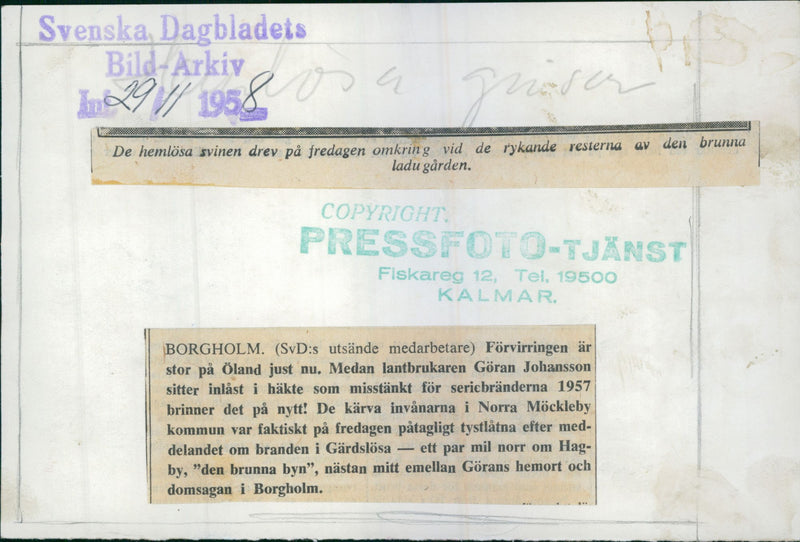 Svenska Dagbladets
Bild-Arkiv
Ink 29/11 1958
lösa grisar
De hemlösa svinen drev på fredagen omkring vid de rykande resterna av den brunna
ladugården.
COPYRIGHT.
PRESSFOTO-TJÄNST
Fiskareg 12, Tel. 19500
KALMAR.
BORGHOLM. (SvD:s utsände medarbetare) Förvirringen är
stor på Öland just nu. Medan lantbrukaren Göran Johansson
sitter inlåst i häkte som misstänkt för seriebränderna 1957
brinner det på nytt! De kärva invånarna i Norra Möckleby
kommun var faktiskt på fredagen påtagligt tystlåtna efter med-
delandet om branden i Gärdslösa — ett par mil norr om Hag-
by, ”den brunna byn”, nästan mitt emellan Görans hemort och
domsagan i Borgholm.